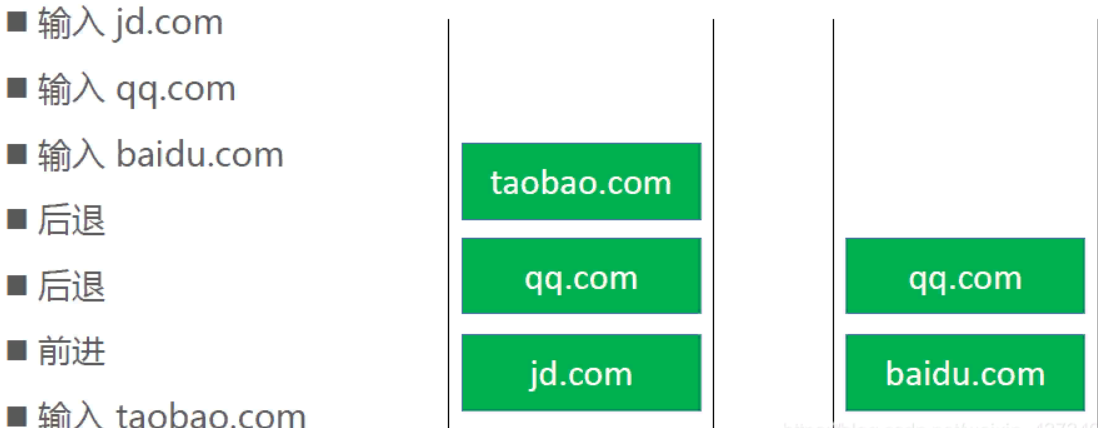 ■ 输入 jd.com
■ 输入 qq.com
■ 输入 baidu.com
■ 后退
■ 后退
■ 前进
■ 输入 taobao.com
taobao.com
qq.com
jd.com
qq.com
baidu.com